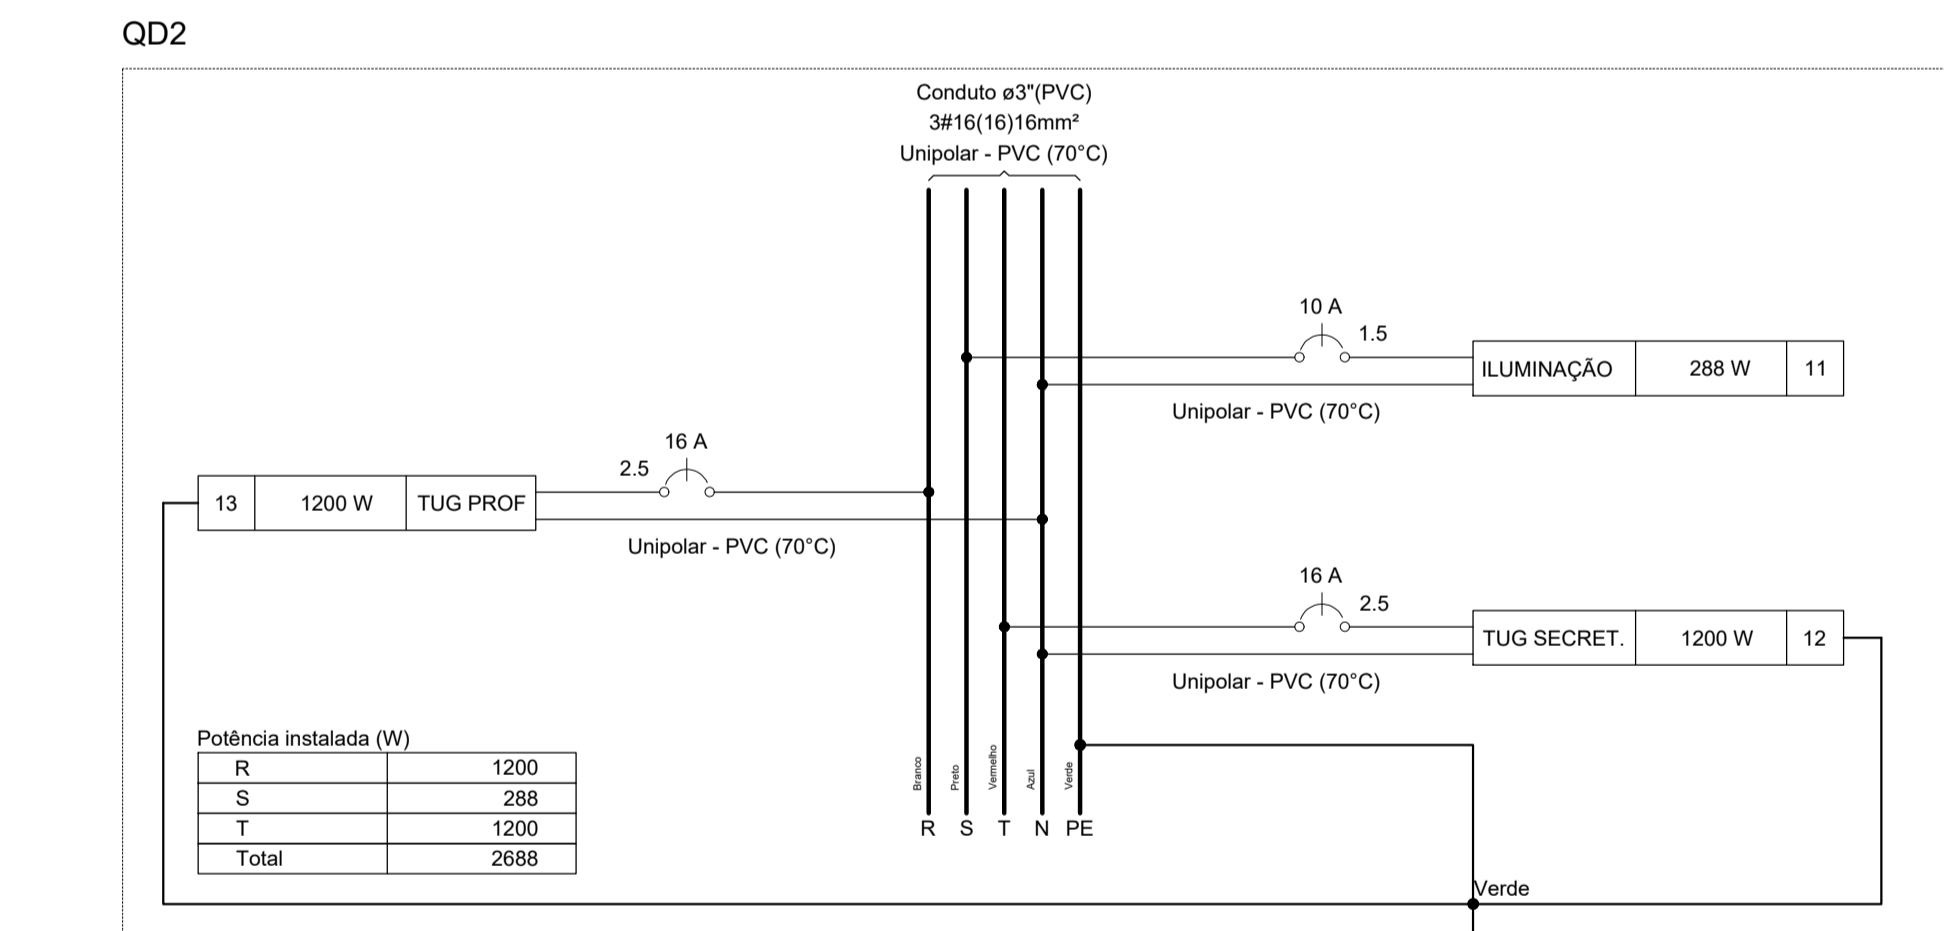 QD2
Conduto ø3"(PVC)
3#16(16)16mm²
Unipolar - PVC (70°C)
10 A
1.5
ILUMINAÇÃO 288 W 11
Unipolar - PVC (70°C)
16 A
2.5
13 1200 W TUG PROF
Unipolar - PVC (70°C)
16 A
2.5
TUG SECRET. 1200 W 12
Unipolar - PVC (70°C)
Potência instalada (W)
R 1200
S 288
T 1200
Total 2688
Branco
Preto
Vermelho
Azul
Verde
R S T N PE
Verde